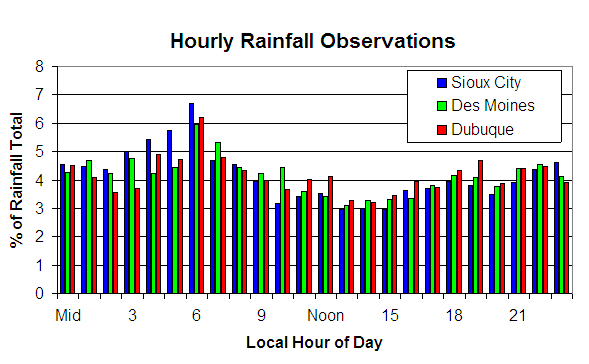 Hourly Rainfall Observations
8
7
6
5
4
3
2
1
0
% of Rainfall Total
Sioux City
Des Moines
Dubuque
Mid 3 6 9 Noon 15 18 21
Local Hour of Day